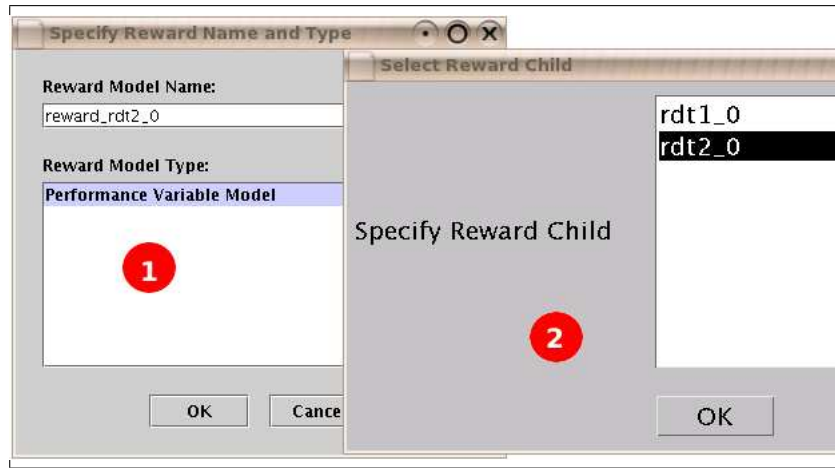 Specify Reward Name and Type
Reward Model Name:
reward_rdt2_0
Reward Model Type:
Performance Variable Model
1
OK
Cance
Select Reward Child
Specify Reward Child
rdt1_0
rdt2_0
2
OK